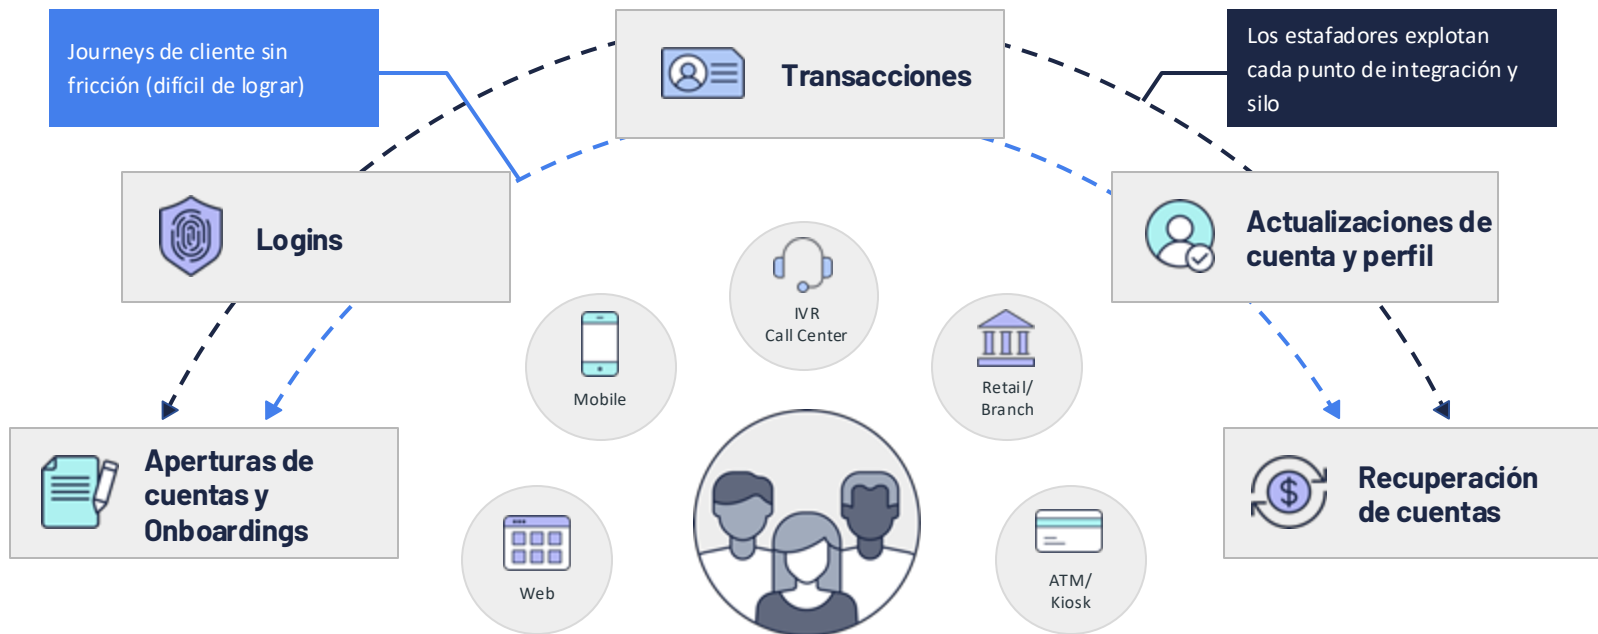 Journeys de cliente sin
fricción (difícil de lograr)
Transacciones
Los estafadores explotan
cada punto de integración y
silo
Logins
Actualizaciones de
cuenta y perfil
IVR
Call Center
Mobile
Retail/
Branch
Aperturas de
cuentas y
Onboardings
Recuperación
de cuentas
Web
ATM/
Kiosk